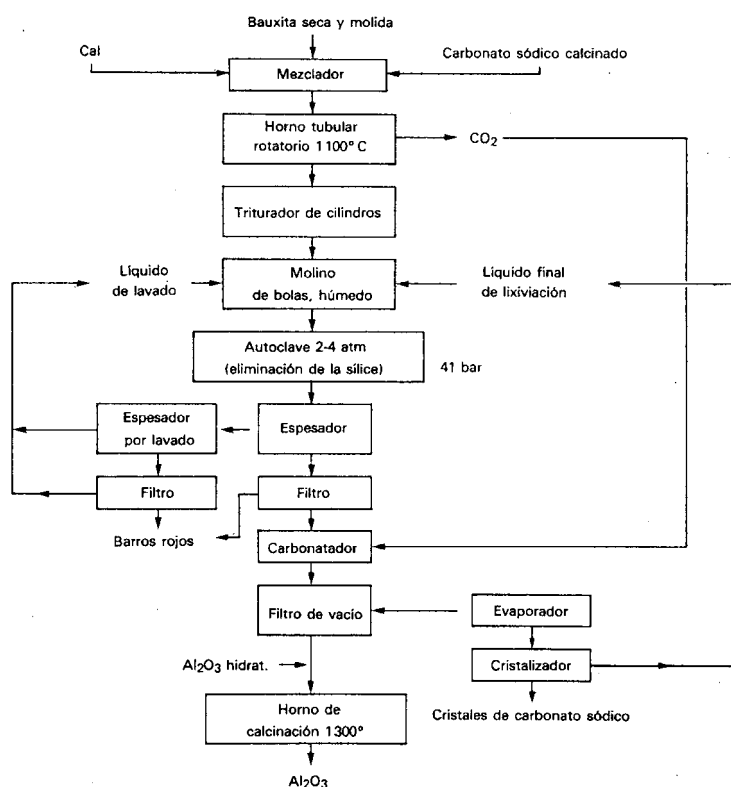 Bauxita seca y molida
Cal
Carbonato sódico calcinado
Mezclador
Horno tubular
rotatorio 1100° C
CO₂
Triturador de cilindros
Líquido
de lavado
Molino
de bolas, húmedo
Líquido final
de lixiviación
Autoclave 2-4 atm
(eliminación de la sílice)
41 bar
Espesador
por lavado
Espesador
Filtro
Filtro
Barros rojos
Carbonatador
Filtro de vacío
Evaporador
Al₂O₃ hidrat.
Cristalizador
Cristales de carbonato sódico
Horno de
calcinación 1300°
Al₂O₃